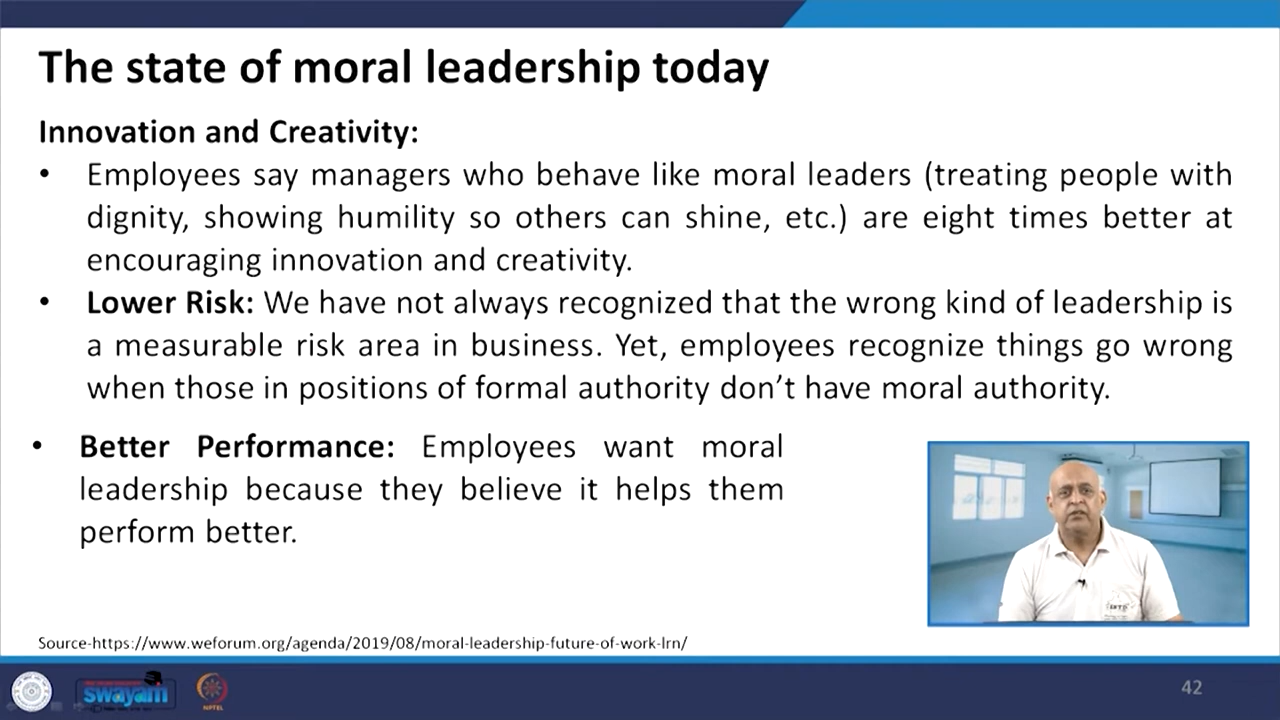 The state of moral leadership today
Innovation and Creativity:
• Employees say managers who behave like moral leaders (treating people with
dignity, showing humility so others can shine, etc.) are eight times better at
encouraging innovation and creativity.
• Lower Risk: We have not always recognized that the wrong kind of leadership is
a measurable risk area in business. Yet, employees recognize things go wrong
when those in positions of formal authority don’t have moral authority.
• Better Performance: Employees want moral
leadership because they believe it helps them
perform better.
Source-https://www.weforum.org/agenda/2019/08/moral-leadership-future-of-work-lrn/
swayam
NPTEL
42